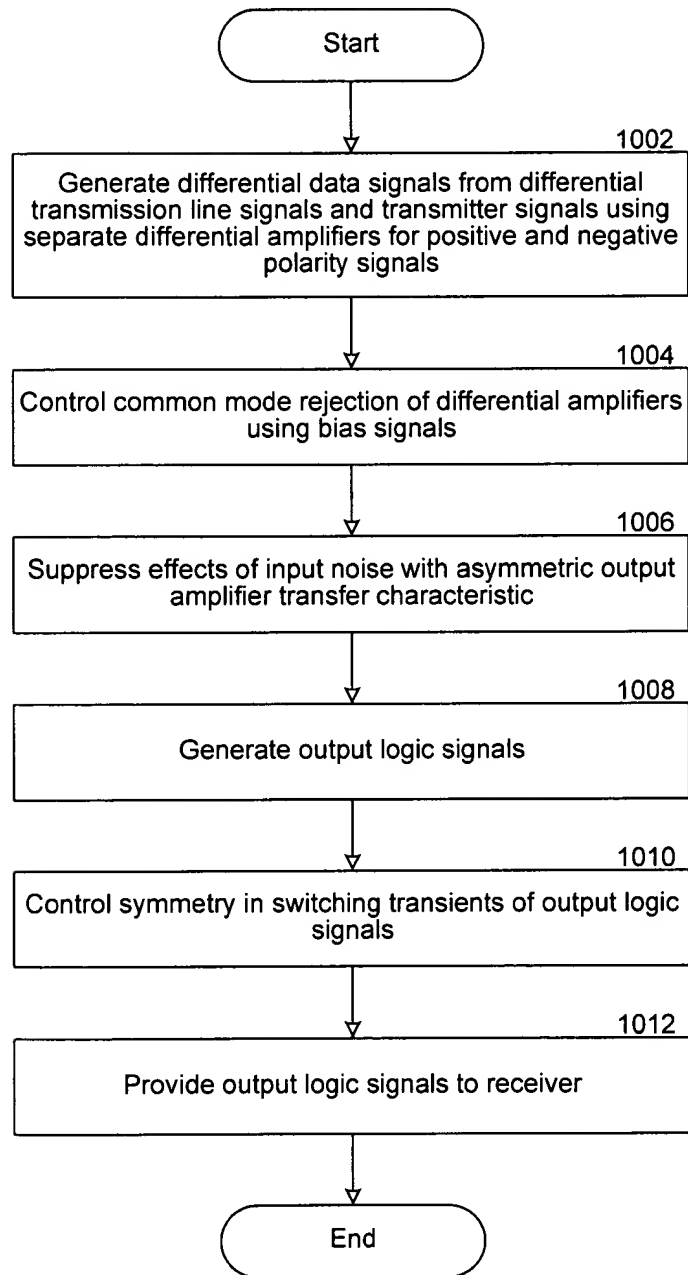 Start
1002
Generate differential data signals from differential
transmission line signals and transmitter signals using
separate differential amplifiers for positive and negative
polarity signals
1004
Control common mode rejection of differential amplifiers
using bias signals
1006
Suppress effects of input noise with asymmetric output
amplifier transfer characteristic
1008
Generate output logic signals
1010
Control symmetry in switching transients of output logic
signals
1012
Provide output logic signals to receiver
End